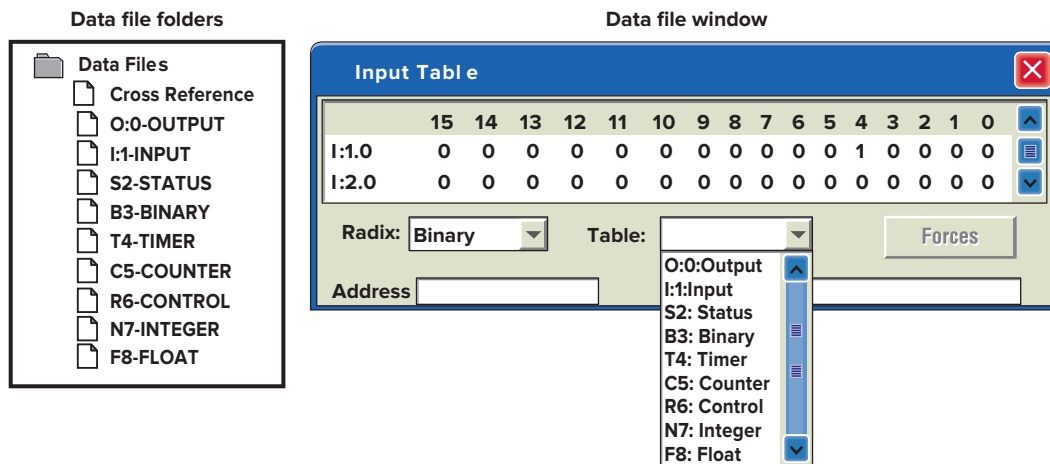 Data file folders
Data Files
Cross Reference
O:0-OUTPUT
I:1-INPUT
S2-STATUS
B3-BINARY
T4-TIMER
C5-COUNTER
R6-CONTROL
N7-INTEGER
F8-FLOAT
Data file window
Input Tabl e
15 14 13 12 11 10 9 8 7 6 5 4 3 2 1 0
I:1.0 0 0 0 0 0 0 0 0 0 0 0 1 0 0 0 0
I:2.0 0 0 0 0 0 0 0 0 0 0 0 0 0 0 0 0
Radix: Binary Table: Forces
Address
O:0:Output
I:1:Input
S2: Status
B3: Binary
T4: Timer
C5: Counter
R6: Control
N7: Integer
F8: Float